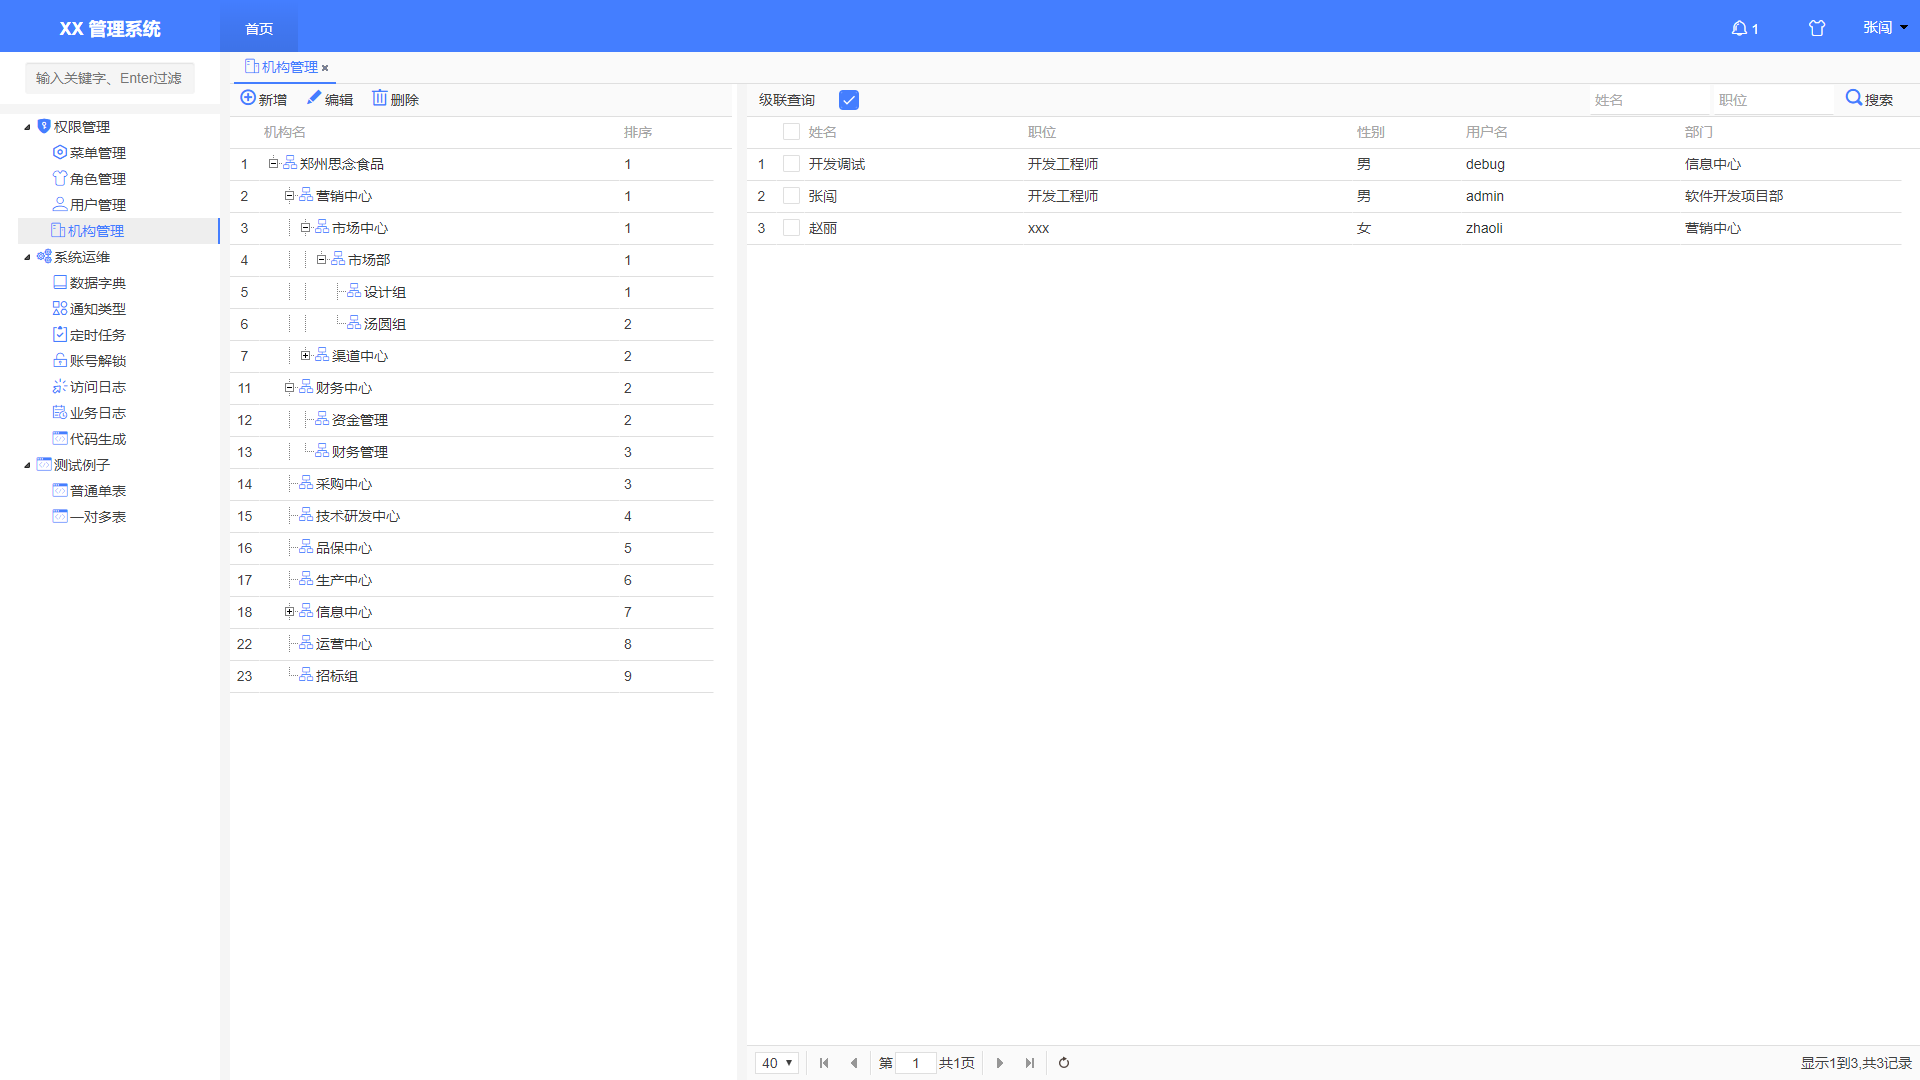 XX 管理系统
首页
1
张闯
输入关键字、Enter过滤
权限管理
菜单管理
角色管理
用户管理
机构管理
系统运维
数据字典
通知类型
定时任务
账号解锁
访问日志
业务日志
代码生成
测试例子
普通单表
一对多表
机构管理
新增 编辑 删除
机构名 排序
1 郑州思念食品 1
2 营销中心 1
3 市场中心 1
4 市场部 1
5 设计组 1
6 汤圆组 2
7 渠道中心 2
11 财务中心 2
12 资金管理 2
13 财务管理 3
14 采购中心 3
15 技术研发中心 4
16 品保中心 5
17 生产中心 6
18 信息中心 7
22 运营中心 8
23 招标组 9
级联查询 姓名 职位 搜索
姓名 职位 性别 用户名 部门
1 开发调试 开发工程师 男 debug 信息中心
2 张闯 开发工程师 男 admin 软件开发项目部
3 赵丽 xxx 女 zhaoli 营销中心
40 第 1 共1页 显示1到3,共3记录